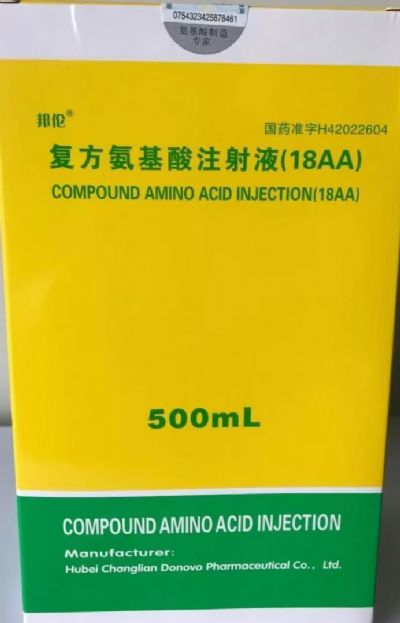 0754323425878461
氨基酸制造
专家
邦伦®
国药准字H42022604
复方氨基酸注射液(18AA)
COMPOUND AMINO ACID INJECTION(18AA)
500mL
COMPOUND AMINO ACID INJECTION
Manufacturer:
Hubei Changlian Donovo Pharmaceutical Co., Ltd.